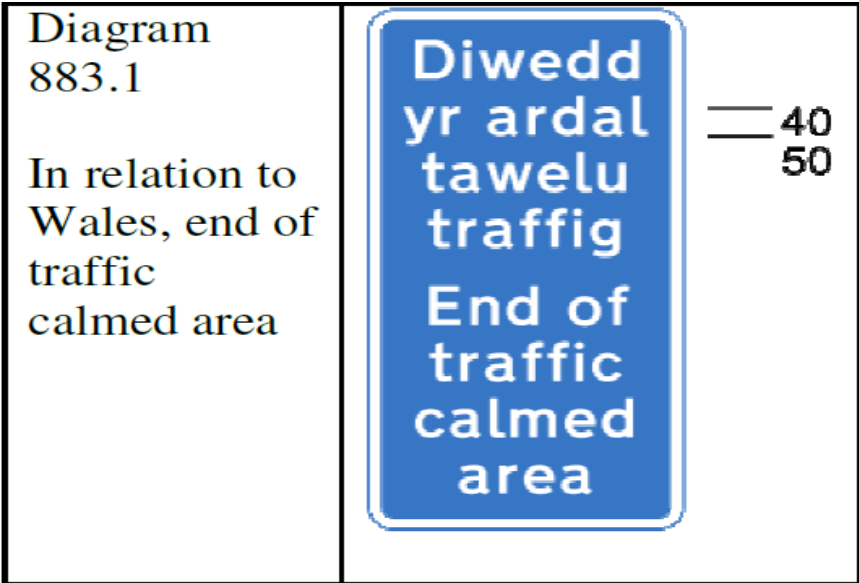 Diagram
883.1
In relation to
Wales, end of
traffic
calmed area
Diwedd
yr ardal
tawelu
traffig
End of
traffic
calmed
area
40
50